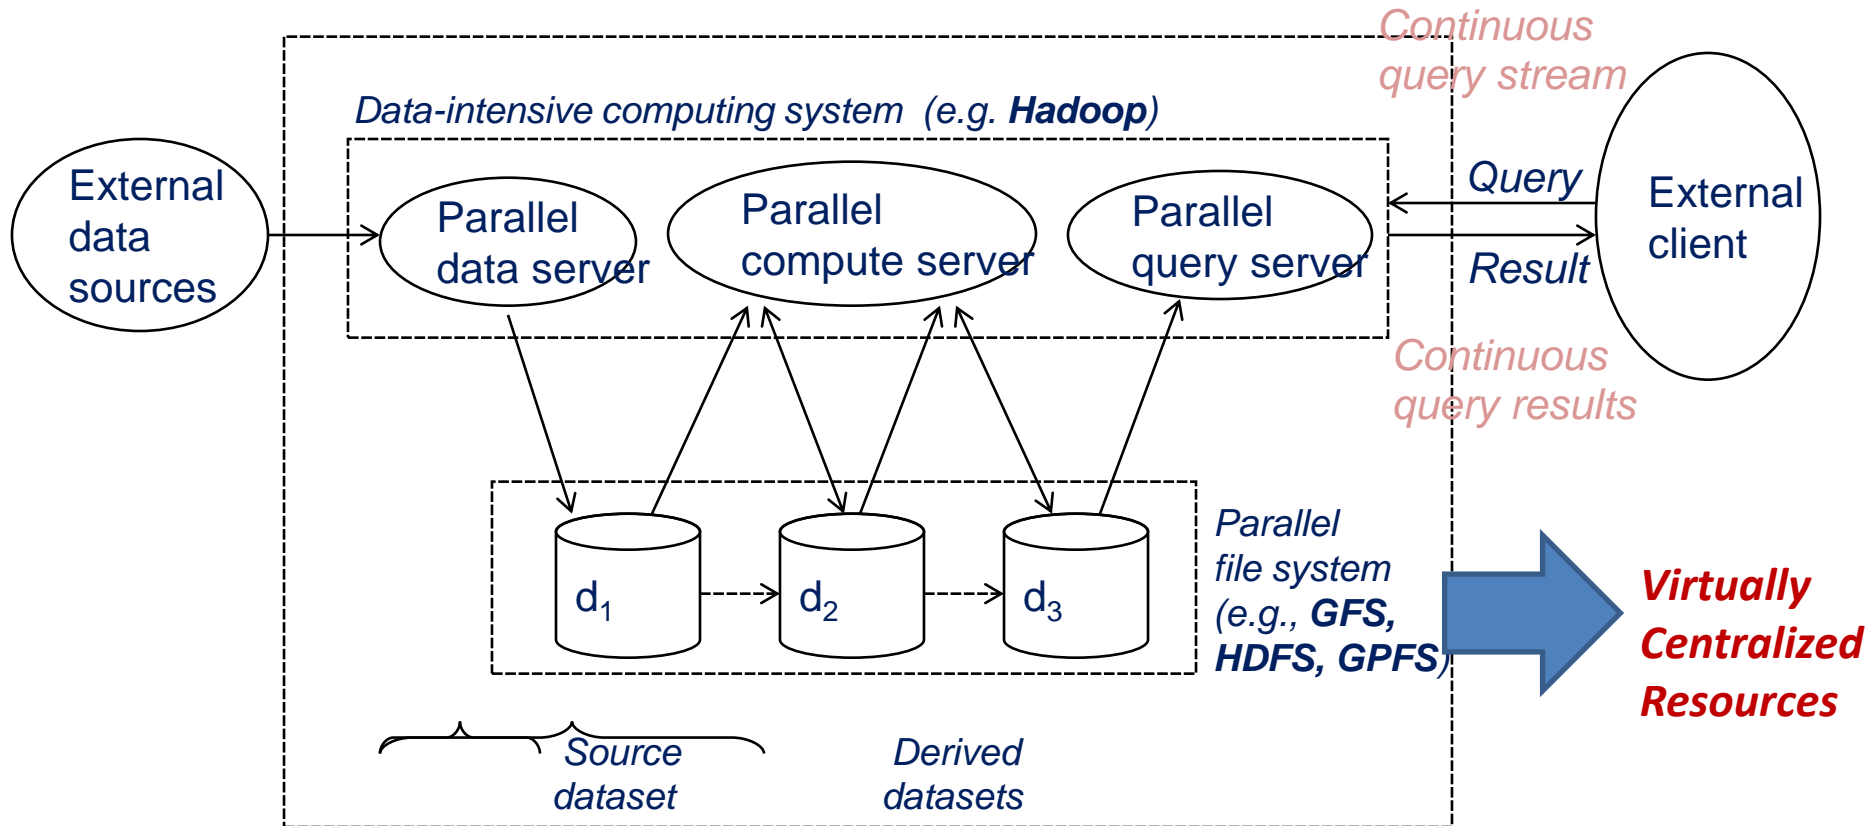 Continuous
query stream
Data-intensive computing system (e.g. Hadoop)
External
data
sources
Parallel
data server
Parallel
compute server
Parallel
query server
Query
Result
External
client
Continuous
query results
d₁
d₂
d₃
Parallel
file system
(e.g., GFS,
HDFS, GPFS)
Virtually
Centralized
Resources
Source
dataset
Derived
datasets